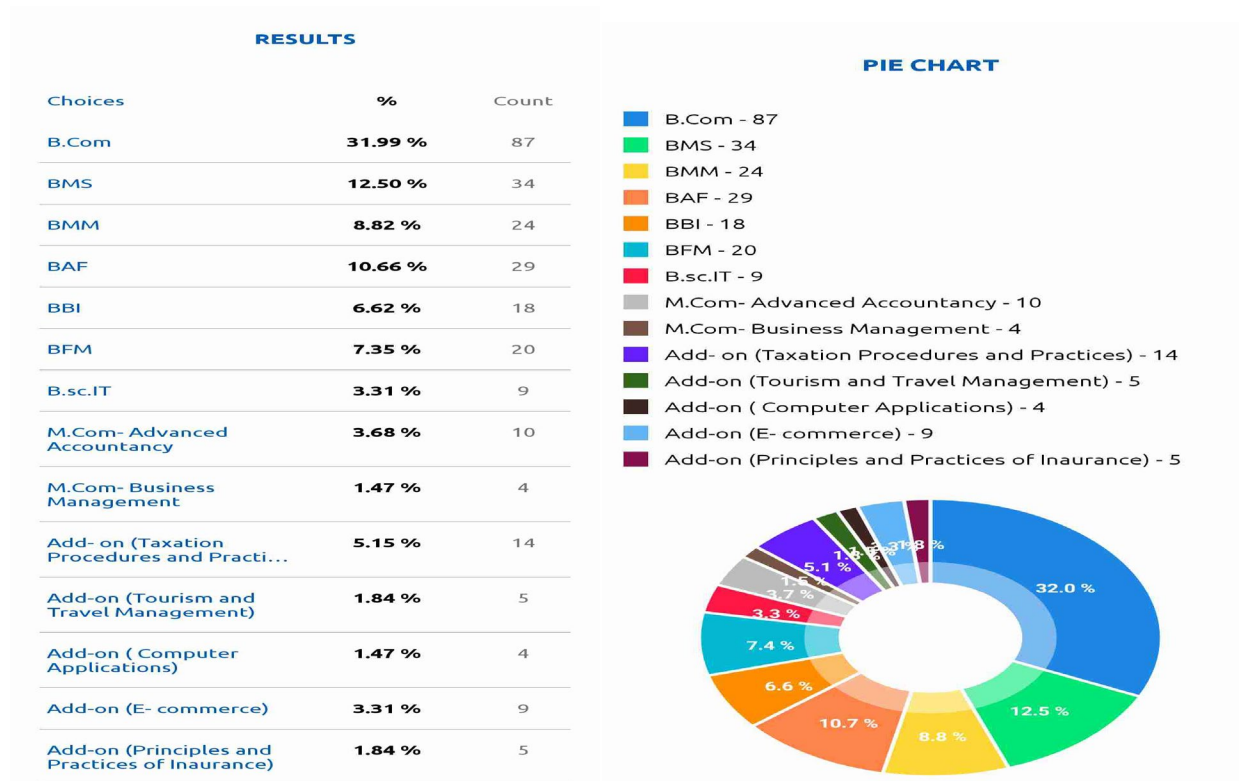 RESULTS
Choices % Count
B.Com 31.99 % 87
BMS 12.50 % 34
BMM 8.82 % 24
BAF 10.66 % 29
BBI 6.62 % 18
BFM 7.35 % 20
B.sc.IT 3.31 % 9
M.Com- Advanced
Accountancy 3.68 % 10
M.Com- Business
Management 1.47 % 4
Add- on (Taxation
Procedures and Practi... 5.15 % 14
Add-on (Tourism and
Travel Management) 1.84 % 5
Add-on ( Computer
Applications) 1.47 % 4
Add-on (E- commerce) 3.31 % 9
Add-on (Principles and
Practices of Inaurance) 1.84 % 5
PIE CHART
B.Com - 87
BMS - 34
BMM - 24
BAF - 29
BBI - 18
BFM - 20
B.sc.IT - 9
M.Com- Advanced Accountancy - 10
M.Com- Business Management - 4
Add- on (Taxation Procedures and Practices) - 14
Add-on (Tourism and Travel Management) - 5
Add-on ( Computer Applications) - 4
Add-on (E- commerce) - 9
Add-on (Principles and Practices of Inaurance) - 5
32.0 %
12.5 %
8.8 %
10.7 %
6.6 %
7.4 %
3.3 %
3.7 %
1.5 %
5.1 %
1.8 %